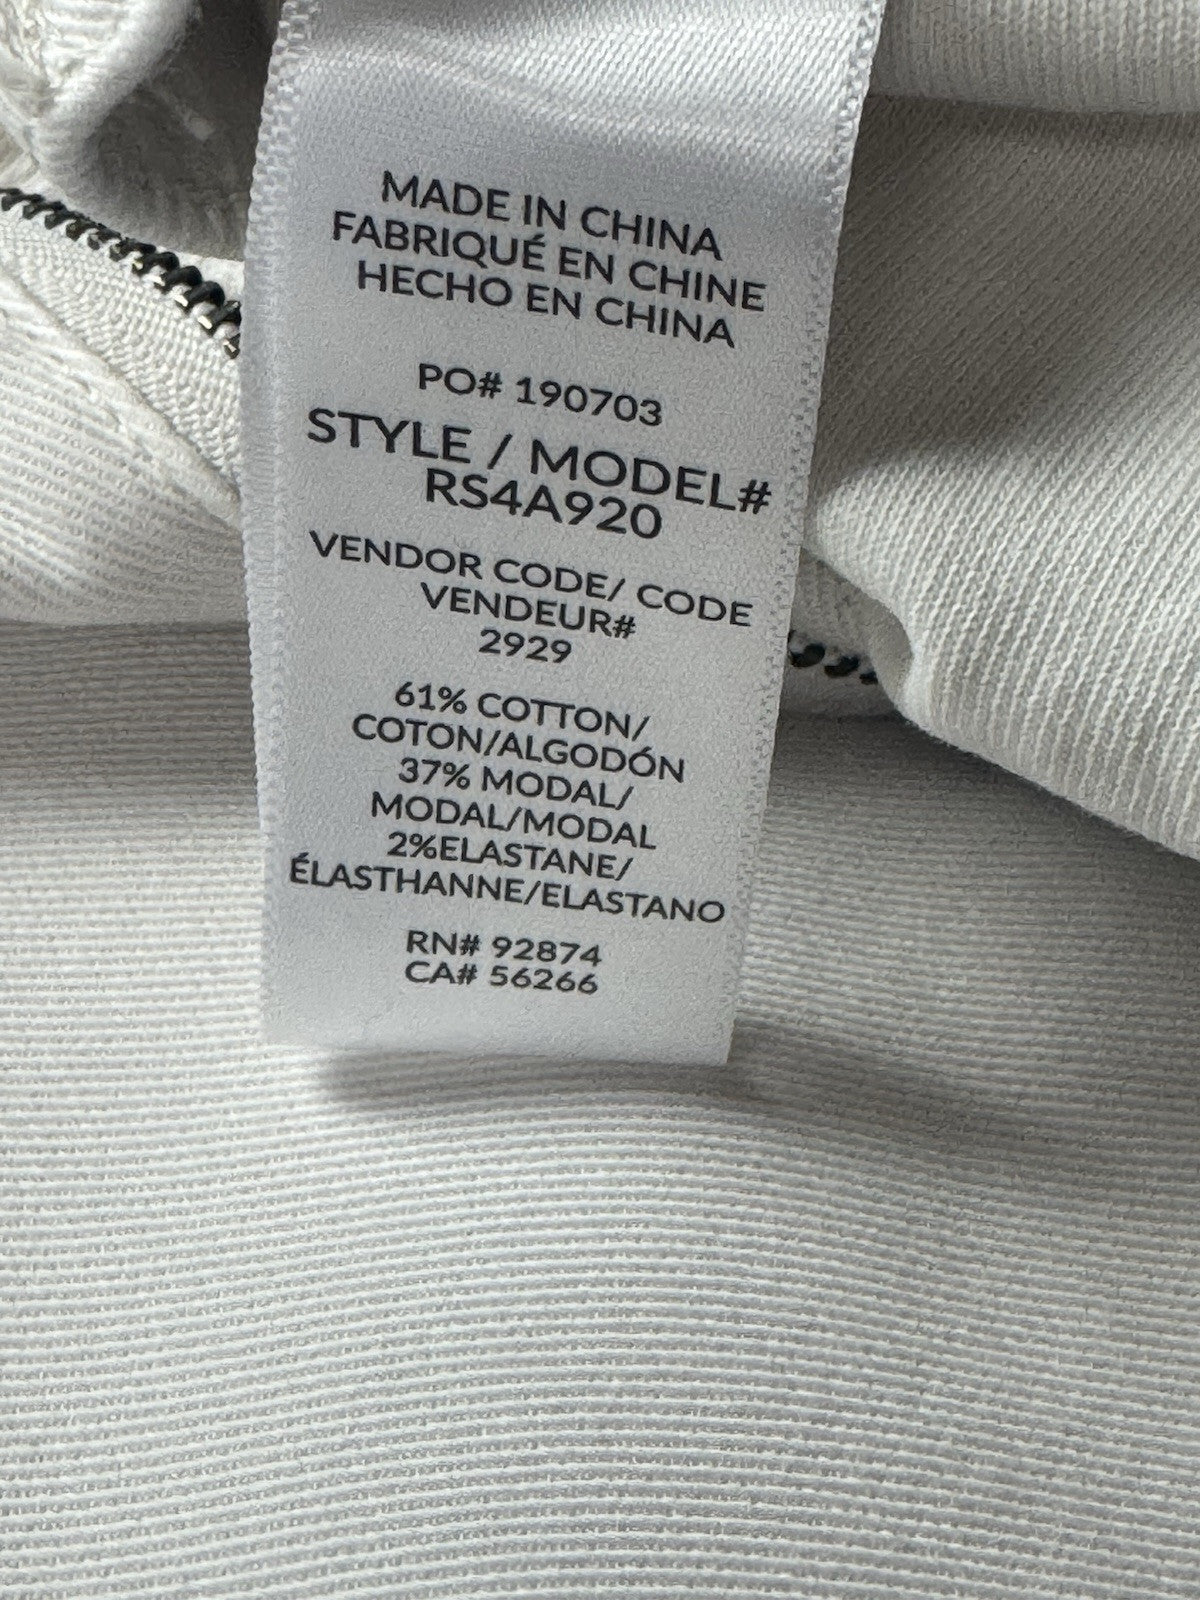 MADE IN CHINA
FABRIQUÉ EN CHINE
HECHO EN CHINA
PO# 190703
STYLE / MODEL#
RS4A920
VENDOR CODE/ CODE
VENDEUR#
2929
61% COTTON/
COTON/ALGODÓN
37% MODAL/
MODAL/MODAL
2%ELASTANE/
ÉLASTHANNE/ELASTANO
RN# 92874
CA# 56266